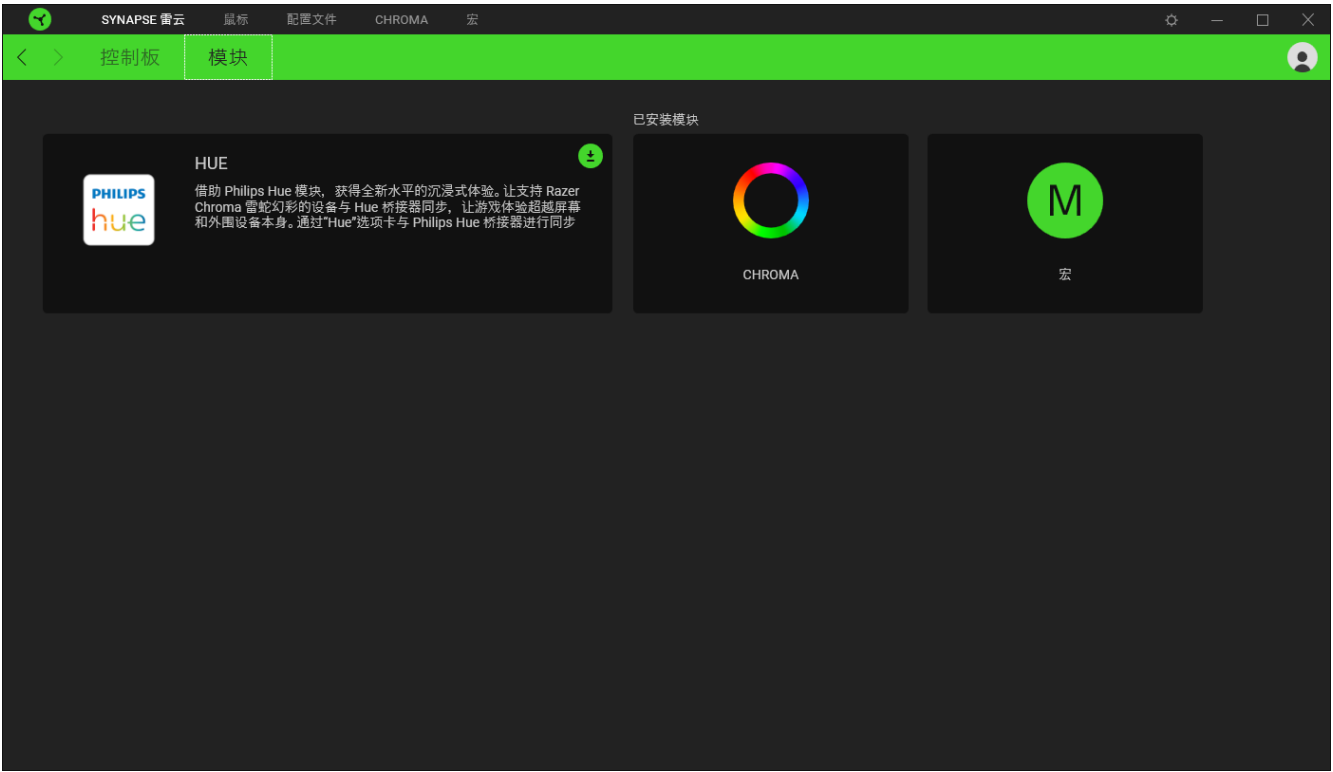 SYNAPSE 雷云 鼠标 配置文件 CHROMA 宏
控制板 模块
已安装模块
HUE
PHILIPS
hue
借助 Philips Hue 模块，获得全新水平的沉浸式体验。让支持 Razer
Chroma 雷蛇幻彩的设备与 Hue 桥接器同步，让游戏体验超越屏幕
和外围设备本身。通过“Hue”选项卡与 Philips Hue 桥接器进行同步
CHROMA
M
宏